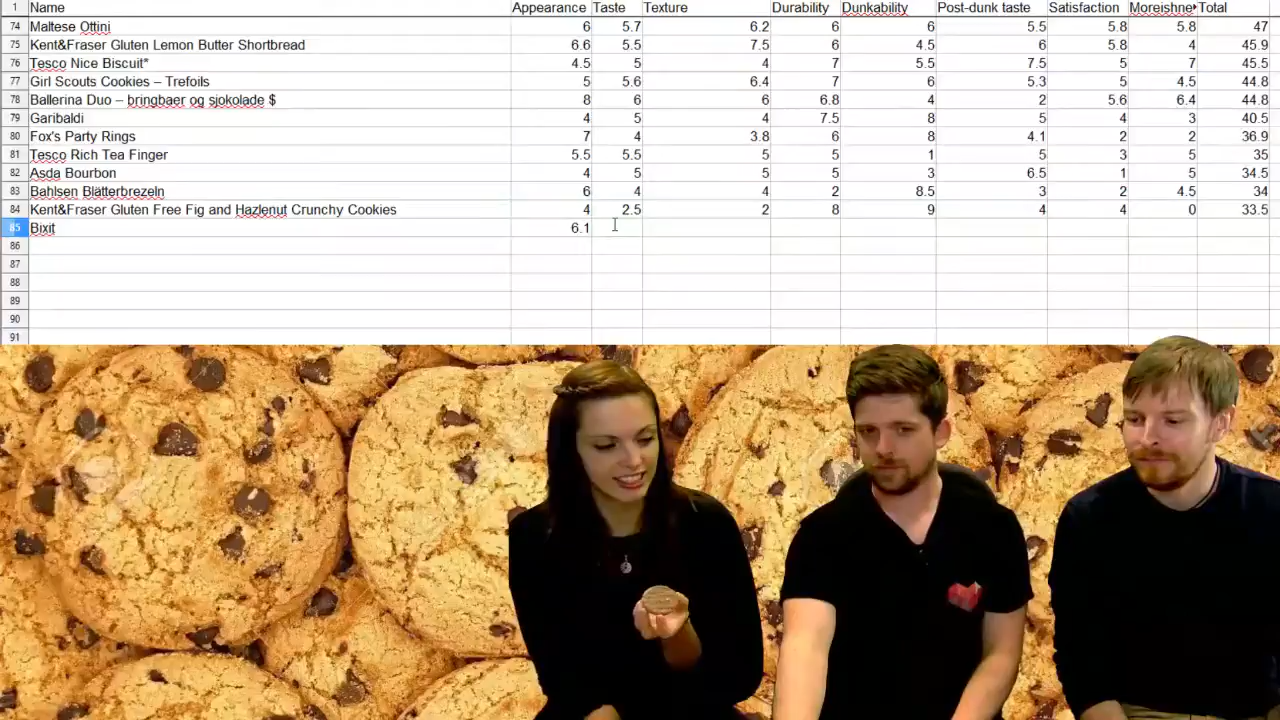 1 Name Appearance Taste Texture Durability Dunkability Post-dunk taste Satisfaction Total
74 Maltese Ottini 6 5.7 6.2 6 6 5.5 5.8 5.8 47
75 Kent&Fraser Gluten Lemon Butter Shortbread 6.6 5.5 7.5 6 4.5 6 5.8 4 45.9
76 Tesco Nice Biscuit* 4.5 5 4 7 5.5 7.5 5 7 45.5
77 Girl Scouts Cookies – Trefoils 5 5.6 6.4 7 6 5.3 5 4.5 44.8
78 Ballerina Duo – bringbaer og sjokolade $ 8 6 6 6.8 4 2 5.6 6.4 44.8
79 Garibaldi 4 5 4 7.5 8 5 4 3 40.5
80 Fox's Party Rings 7 4 3.8 6 8 4.1 2 2 36.9
81 Tesco Rich Tea Finger 5.5 5.5 5 5 1 5 3 5 35
82 Asda Bourbon 4 5 5 5 3 6.5 1 5 34.5
83 Bahlsen Blätterbrezeln 6 4 4 2 8.5 3 2 4.5 34
84 Kent&Fraser Gluten Free Fig and Hazlenut Crunchy Cookies 4 2.5 2 8 9 4 4 0 33.5
85 Bixit 6.1
86
87
88
89
90
91